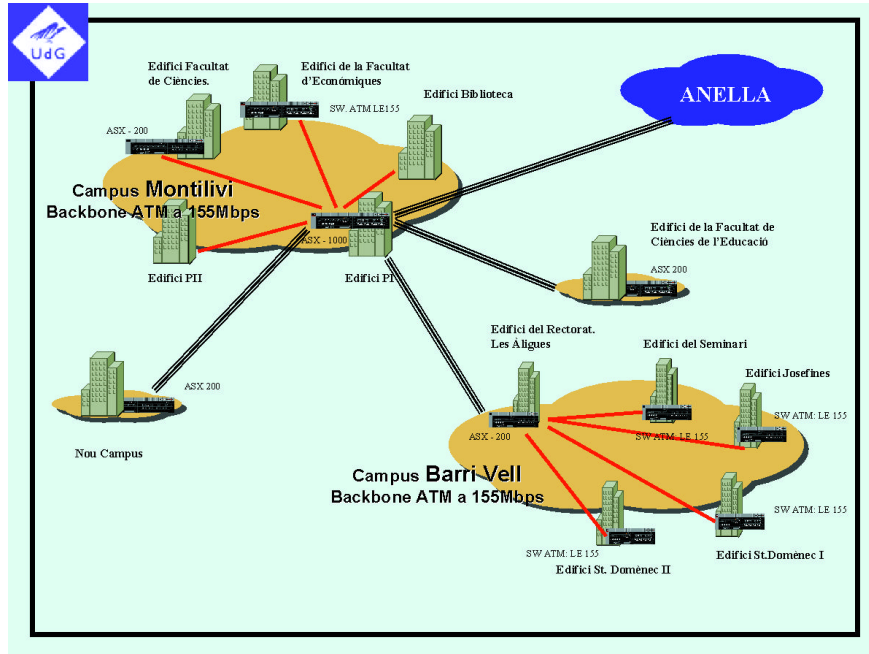 UdG
Edifici Facultat
de Ciències.
Edifici de la Facultat
d'Econòmiques
Edifici Biblioteca
ANELLA
SW. ATM LE155
ASX - 200
Campus Montilivi
Backbone ATM a 155Mbps
ASX - 1000
Edifici PII
Edifici PI
Edifici de la Facultat de
Ciències de l'Educació
ASX 200
Edifici del Rectorat.
Les Àligues
Edifici del Seminari
Edifici Josefines
ASX 200
Nou Campus
SW ATM: LE 155
ASX - 200
SW ATM: LE 155
Campus Barri Vell
Backbone ATM a 155Mbps
SW ATM: LE 155
SW ATM: LE 155
Edifici St.Domènec I
Edifici St. Domènec II